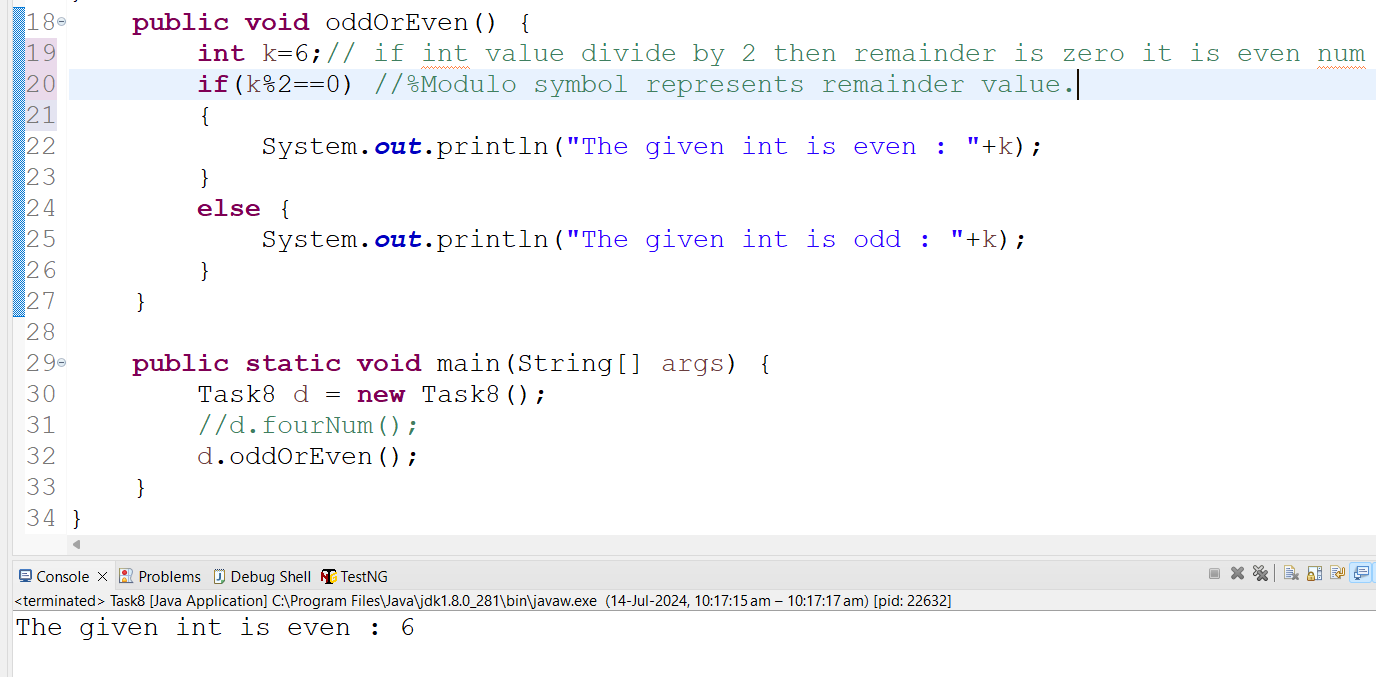 18 public void oddOrEven() {
19 int k=6;// if int value divide by 2 then remainder is zero it is even num
20 if(k%2==0) //%Modulo symbol represents remainder value.
21 {
22 System.out.println("The given int is even : "+k);
23 }
24 else {
25 System.out.println("The given int is odd : "+k);
26 }
27 }
28
29 public static void main(String[] args) {
30 Task8 d = new Task8();
31 //d.fourNum();
32 d.oddOrEven();
33 }
34 }
Console Problems Debug Shell TestNG
<terminated> Task8 [Java Application] C:\Program Files\Java\jdk1.8.0_281\bin\javaw.exe (14-Jul-2024, 10:17:15 am – 10:17:17 am) [pid: 22632]
The given int is even : 6